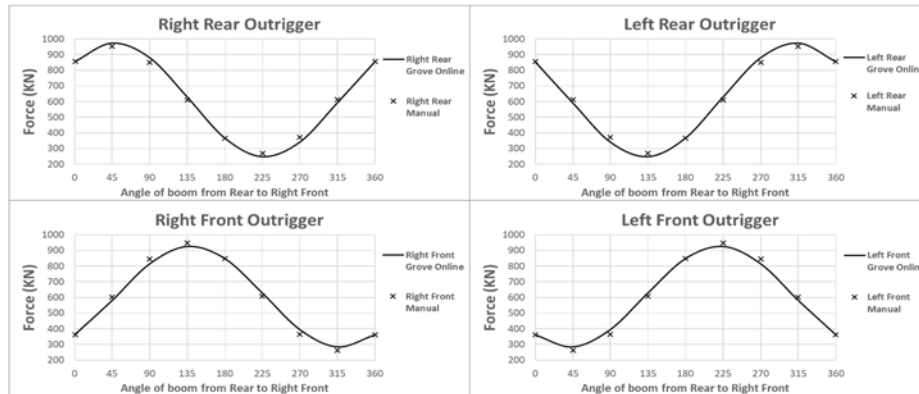 Right Rear Outrigger
Force (KN)
1000
900
800
700
600
500
400
300
200
0 45 90 135 180 225 270 315 360
Angle of boom from Rear to Right Front
Right Rear
Grove Online
Right Rear
Manual
Left Rear Outrigger
Force (KN)
1000
900
800
700
600
500
400
300
200
0 45 90 135 180 225 270 315 360
Angle of boom from Rear to Right Front
Left Rear
Grove Online
Left Rear
Manual
Right Front Outrigger
Force (KN)
1000
900
800
700
600
500
400
300
200
0 45 90 135 180 225 270 315 360
Angle of boom from Rear to Right Front
Right Front
Grove Online
Right Front
Manual
Left Front Outrigger
Force (KN)
1000
900
800
700
600
500
400
300
200
0 45 90 135 180 225 270 315 360
Angle of boom from Rear to Right Front
Left Front
Grove Online
Left Front
Manual